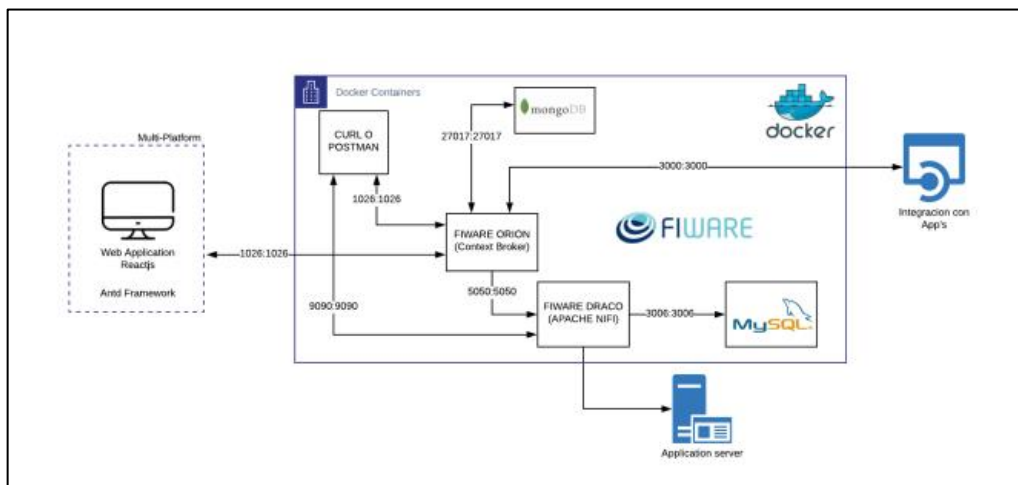 Docker Containers
docker
mongoDB
CURL O
POSTMAN
27017:27017
3000:3000
1026:1026
Integracion con
App's
Multi-Platform
Web Application
Reactjs
Antd Framework
1026:1026
FIWARE ORION
(Context Broker)
FIWARE
5050:5050
9090:9090
FIWARE DRACO
(APACHE NIFI)
3006:3006
MySQL
Application server